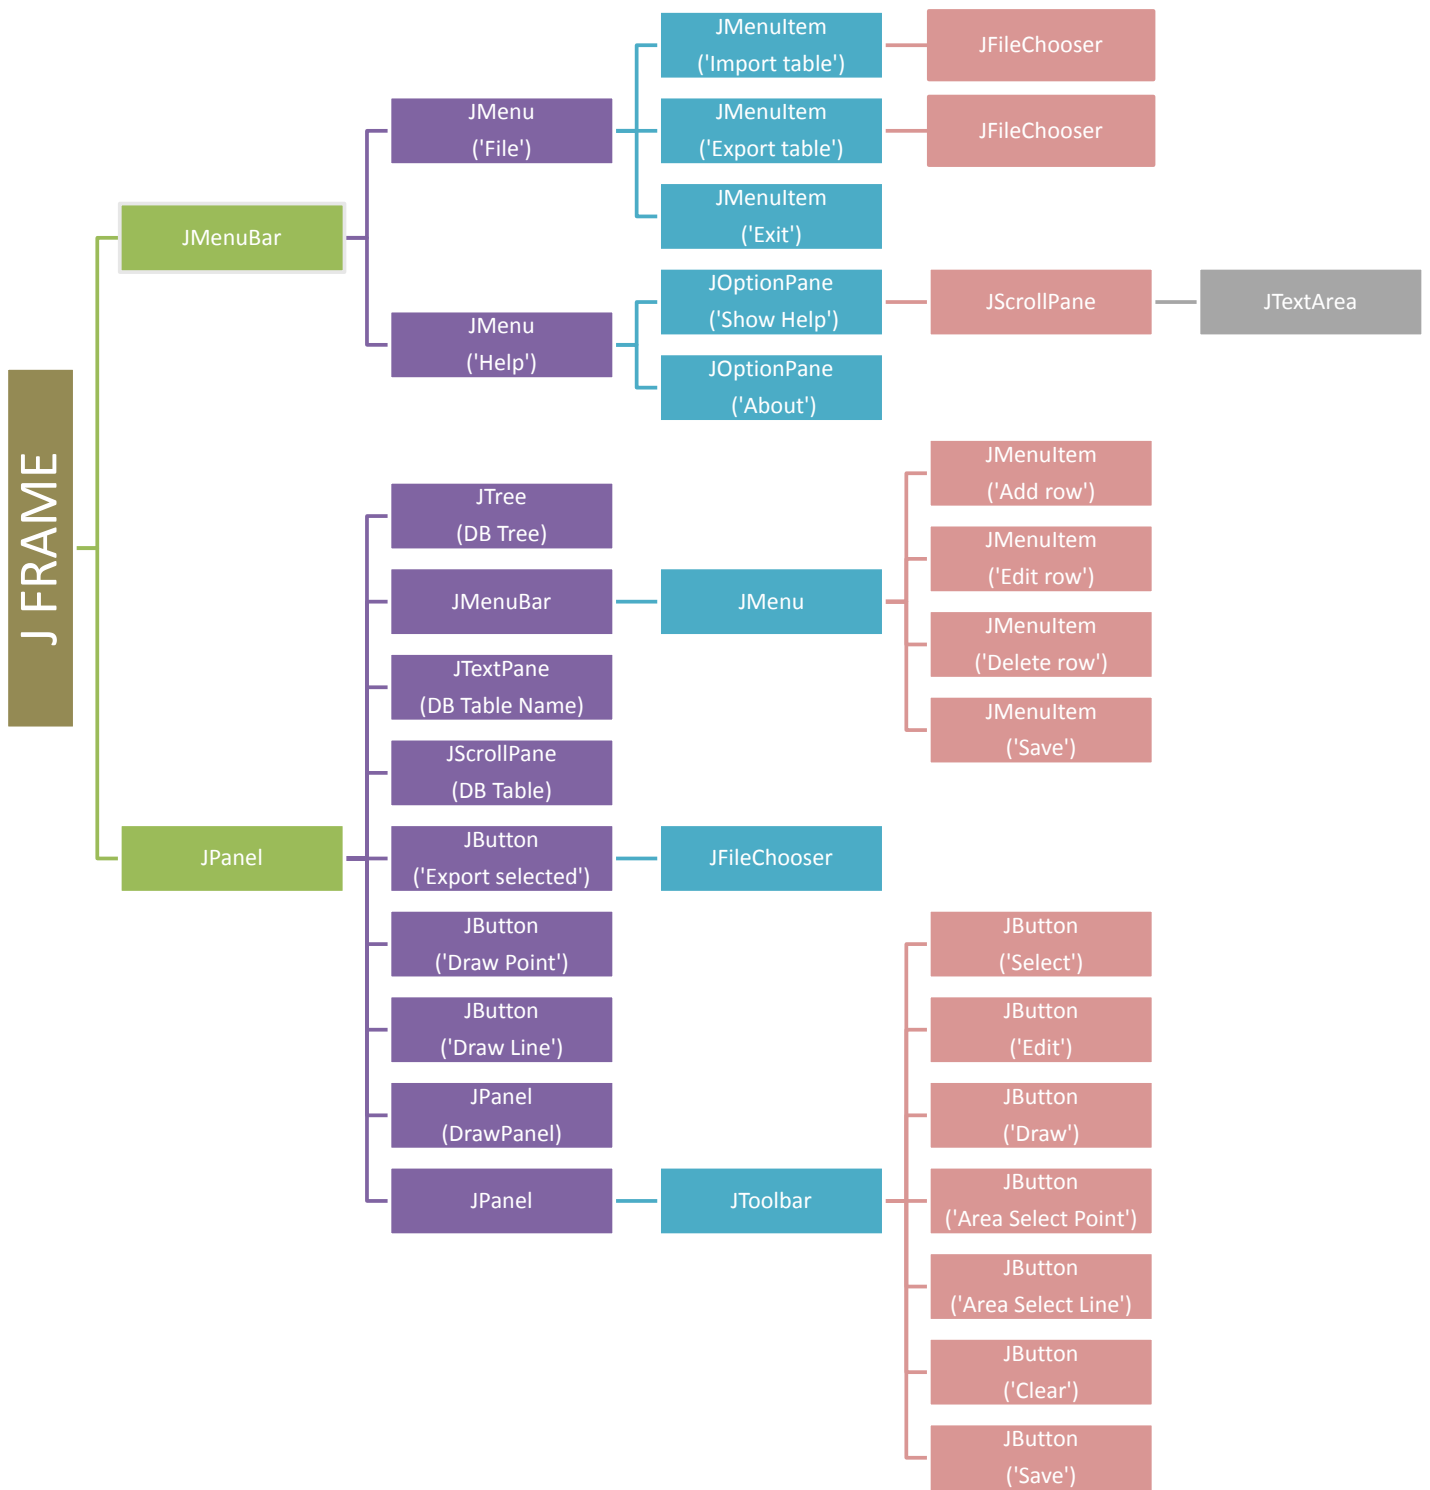 J FRAME
JMenuBar
JMenu
('File')
JMenuItem
('Import table')
JFileChooser
JMenuItem
('Export table')
JFileChooser
JMenuItem
('Exit')
JMenu
('Help')
JOptionPane
('Show Help')
JScrollPane
JTextArea
JOptionPane
('About')
JPanel
JTree
(DB Tree)
JMenuBar
JMenu
JMenuItem
('Add row')
JMenuItem
('Edit row')
JMenuItem
('Delete row')
JMenuItem
('Save')
JTextPane
(DB Table Name)
JScrollPane
(DB Table)
JButton
('Export selected')
JFileChooser
JButton
('Draw Point')
JButton
('Draw Line')
JPanel
(DrawPanel)
JPanel
JToolbar
JButton
('Select')
JButton
('Edit')
JButton
('Draw')
JButton
('Area Select Point')
JButton
('Area Select Line')
JButton
('Clear')
JButton
('Save')